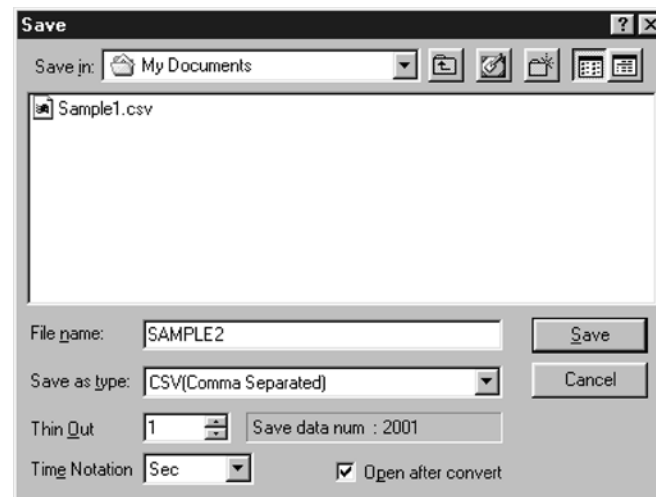 Save
Save in: My Documents
Sample1.csv
File name: SAMPLE2 Save
Save as type: CSV(Comma Separated) Cancel
Thin Out 1 Save data num : 2001
Time Notation Sec Open after convert